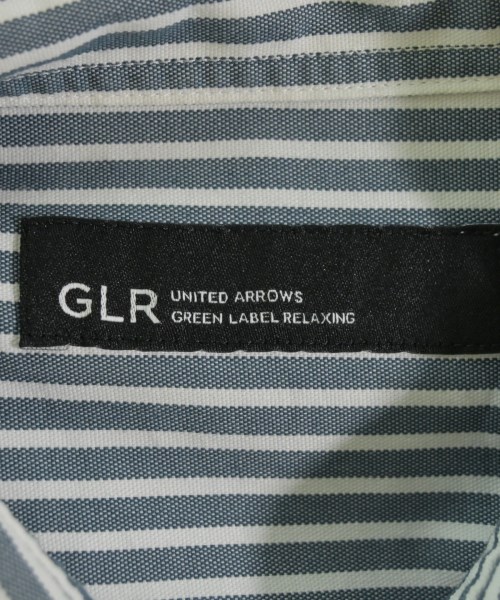 GLR
UNITED ARROWS
GREEN LABEL RELAXING